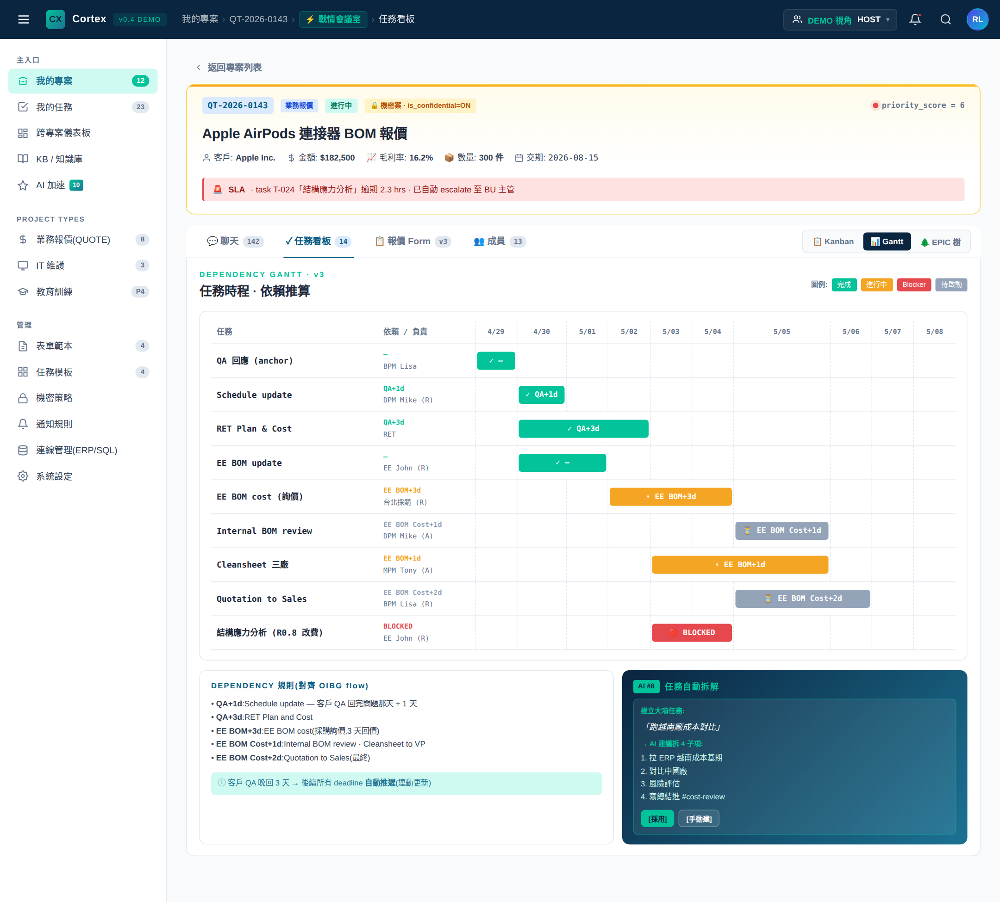 CX Cortex v0.4 DEMO 我的專案 › QT-2026-0143 › ⚡ 戰情會議室 › 任務看板 DEMO 視角 HOST ▾ RL
主入口
我的專案 12
我的任務 23
跨專案儀表板
KB / 知識庫
AI 加速 10
PROJECT TYPES
業務報價(QUOTE) 8
IT 維護 3
教育訓練 P4
管理
表單範本 4
任務模板 4
機密策略
通知規則
連線管理(ERP/SQL)
系統設定
返回專案列表
QT-2026-0143 業務報價 進行中 🔒 機密案 · is_confidential=ON priority_score = 6
Apple AirPods 連接器 BOM 報價
客戶: Apple Inc. 金額: $182,500 📈 毛利率: 16.2% 📦 數量: 300 件 交期: 2026-08-15
🚨 SLA · task T-024「結構應力分析」逾期 2.3 hrs · 已自動 escalate 至 BU 主管
💬 聊天 142 ✓ 任務看板 14 📋 報價 Form v3 👥 成員 13 📋 Kanban 📊 Gantt 🌲 EPIC 樹
DEPENDENCY GANTT · v3
任務時程 · 依賴推算
圖例: 完成 進行中 Blocker 待啟動
任務 依賴 / 負責 4/29 4/30 5/01 5/02 5/03 5/04 5/05 5/06 5/07 5/08
QA 回應 (anchor) — BPM Lisa ✓ —
Schedule update QA+1d DPM Mike (R) ✓ QA+1d
RET Plan & Cost QA+3d RET ✓ QA+3d
EE BOM update — EE John (R) ✓ —
EE BOM cost (詢價) EE BOM+3d 台北採購 (R) ⚡ EE BOM+3d
Internal BOM review EE BOM Cost+1d DPM Mike (A) ⏳ EE BOM Cost+1d
Cleansheet 三廠 EE BOM+1d MPM Tony (A) ⚡ EE BOM+1d
Quotation to Sales EE BOM Cost+2d BPM Lisa (R) ⏳ EE BOM Cost+2d
結構應力分析 (R0.8 改費) BLOCKED EE John (R) 🔴 BLOCKED
DEPENDENCY 規則(對齊 OIBG flow)
• QA+1d:Schedule update — 客戶 QA 回完問題那天 + 1 天
• QA+3d:RET Plan and Cost
• EE BOM+3d:EE BOM cost(採購詢價,3 天回價)
• EE BOM Cost+1d:Internal BOM review · Cleansheet to VP
• EE BOM Cost+2d:Quotation to Sales(最終)
ⓘ 客戶 QA 晚回 3 天 → 後續所有 deadline 自動推遲(連動更新)
AI #8 任務自動拆解
建立大項任務:
「跑越南廠成本對比」
→ AI 建議拆 4 子項:
1. 拉 ERP 越南成本基期
2. 對比中國廠
3. 風險評估
4. 寫總結進 #cost-review
[採用] [手動建]